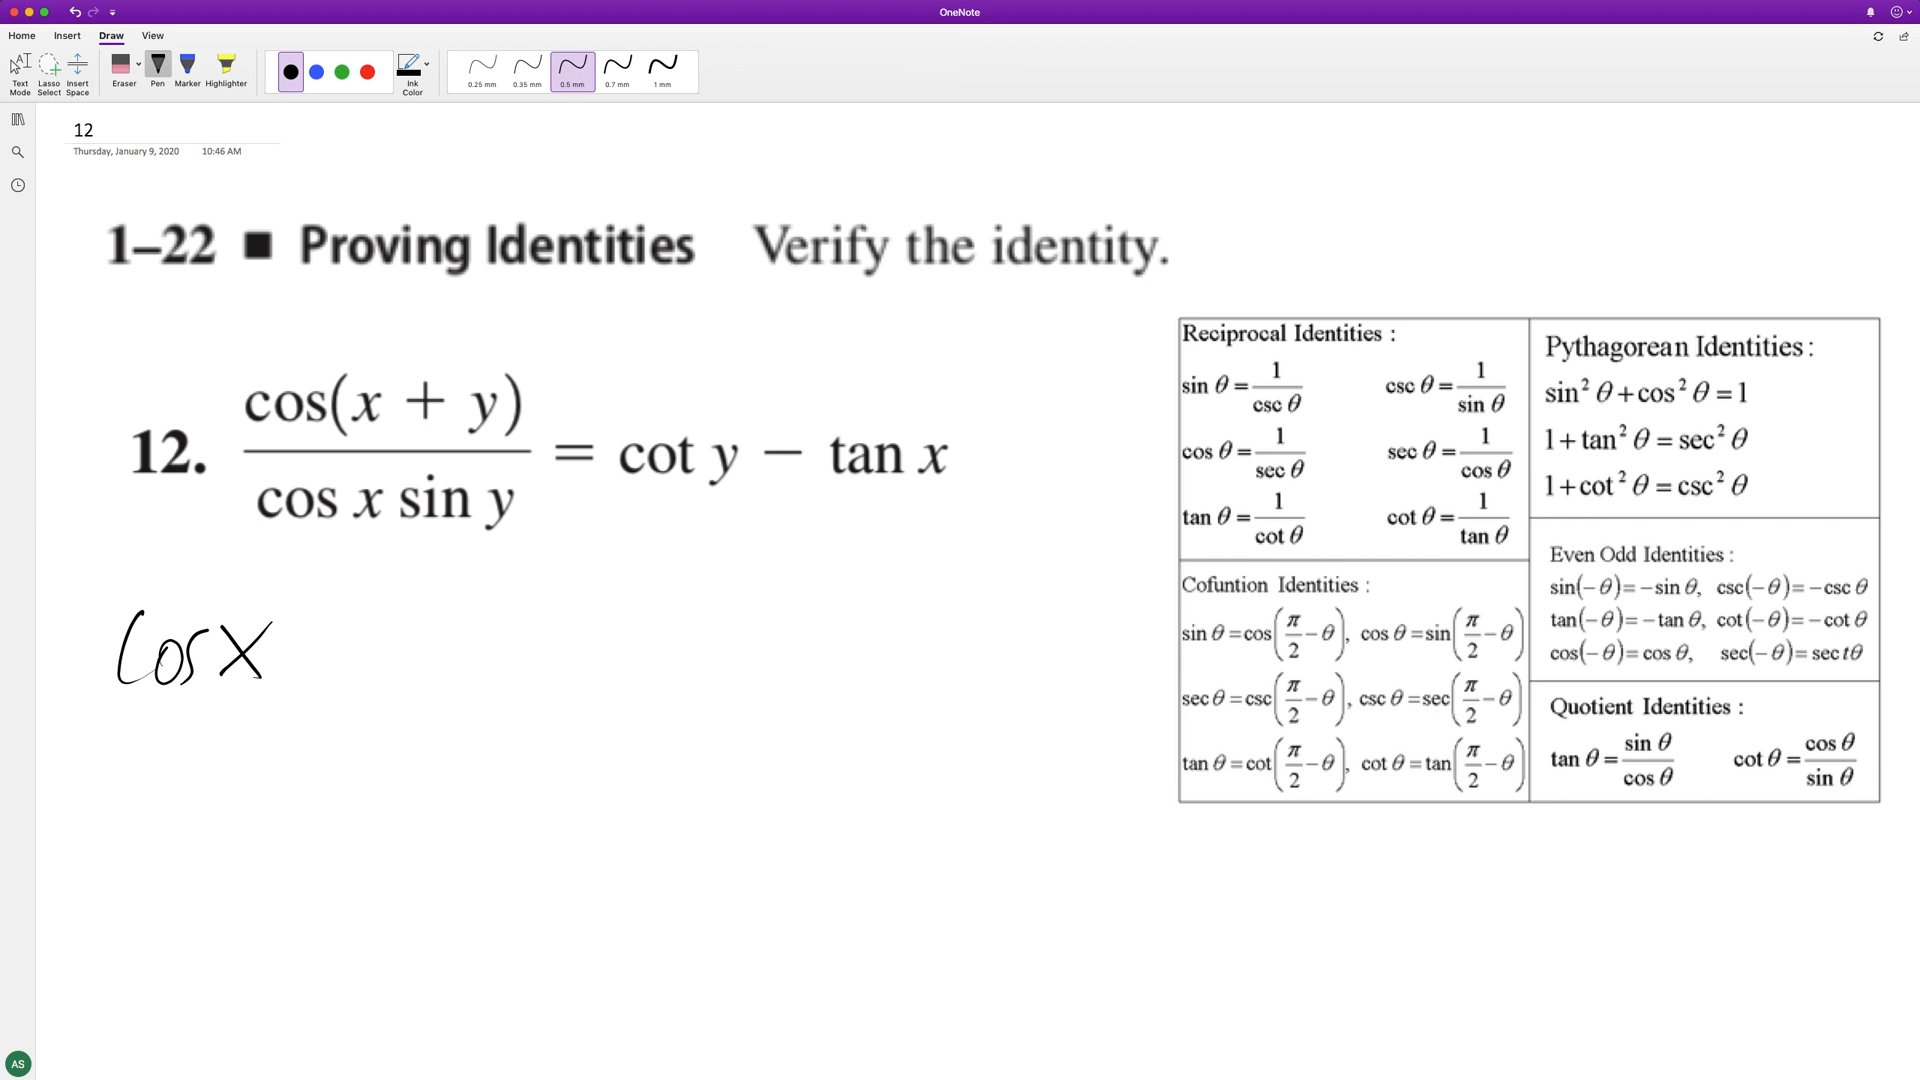 OneNote
Home Insert Draw View
Text Mode
Lasso Select
Insert Space
Eraser
Pen
Marker
Highlighter
Ink Color
0.25 mm
0.35 mm
0.5 mm
0.7 mm
1 mm
12
Thursday, January 9, 2020 10:46 AM
1–22 ■ Proving Identities Verify the identity.
12. cos(x + y) / cos x sin y = cot y − tan x
Cos x
Reciprocal Identities :
sin θ = 1/csc θ csc θ = 1/sin θ
cos θ = 1/sec θ sec θ = 1/cos θ
tan θ = 1/cot θ cot θ = 1/tan θ
Cofuntion Identities :
sin θ = cos(π/2 − θ), cos θ = sin(π/2 − θ)
sec θ = csc(π/2 − θ), csc θ = sec(π/2 − θ)
tan θ = cot(π/2 − θ), cot θ = tan(π/2 − θ)
Pythagorean Identities :
sin² θ + cos² θ = 1
1 + tan² θ = sec² θ
1 + cot² θ = csc² θ
Even Odd Identities :
sin(−θ) = −sin θ, csc(−θ) = −csc θ
tan(−θ) = −tan θ, cot(−θ) = −cot θ
cos(−θ) = cos θ, sec(−θ) = sec tθ
Quotient Identities :
tan θ = sin θ/cos θ cot θ = cos θ/sin θ
AS